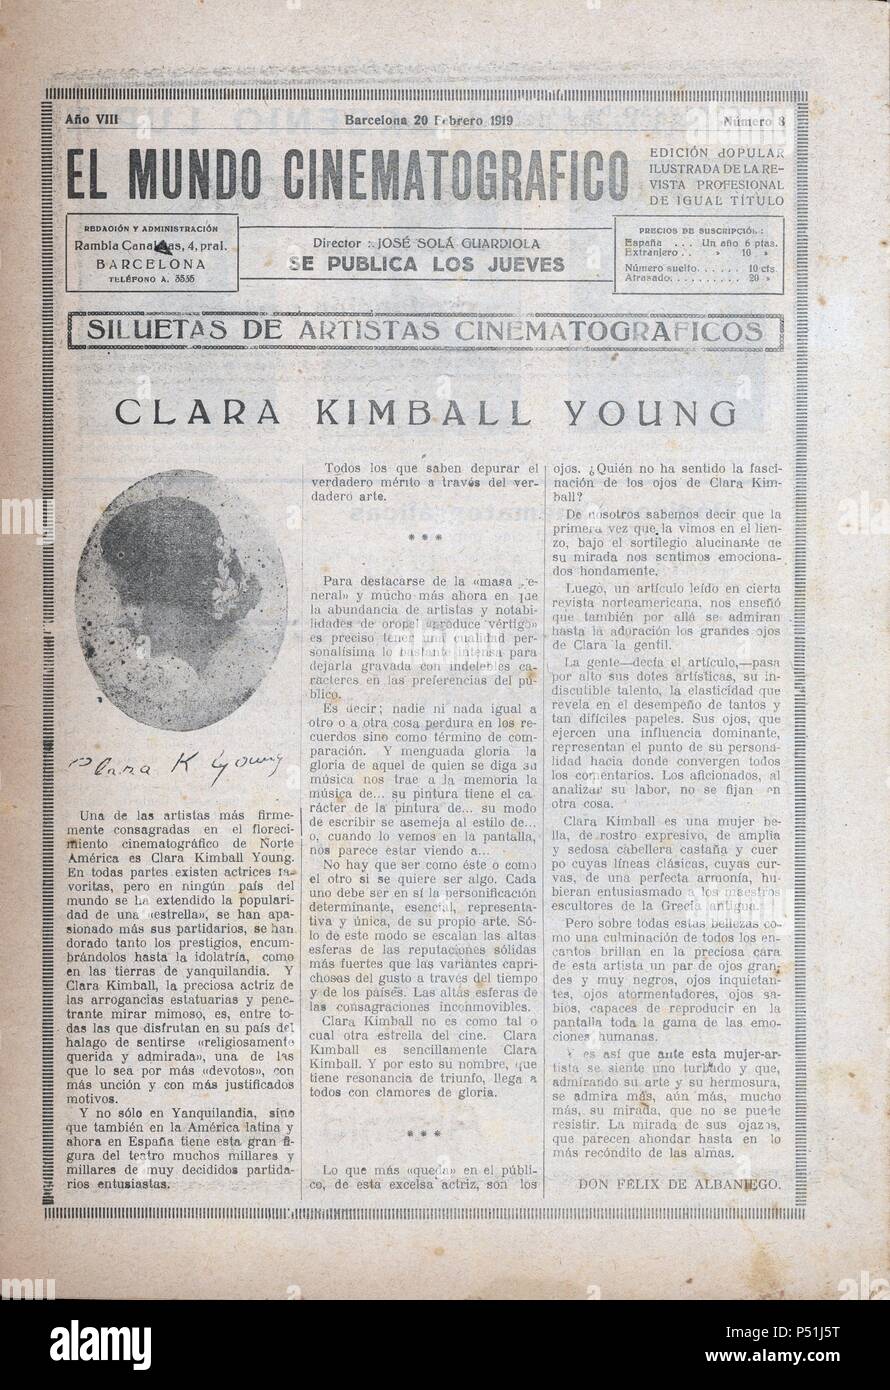 Año VIII
Barcelona 20 Febrero 1919
Número 8
EL MUNDO CINEMATOGRAFICO
EDICIÓN POPULAR
ILUSTRADA DE LA RE-
VISTA PROFESIONAL
DE IGUAL TÍTULO
REDACIÓN Y ADMINISTRACIÓN
Rambla Canaletas, 4, pral.
BARCELONA
TELÉFONO A. 3535
Director : JOSÉ SOLÁ GUARDIOLA
SE PUBLICA LOS JUEVES
PRECIOS DE SUSCRIPCIÓN :
España . . . Un año 6 ptas.
Extranjero . . » 10 »
Número suelto. . . . . . 10 cts.
Atrasado. . . . . . . . . . 20 »
SILUETAS DE ARTISTAS CINEMATOGRAFICOS
CLARA KIMBALL YOUNG
Clara K Young
Una de las artistas más firme-
mente consagradas en el floreci-
miento cinematográfico de Norte
América es Clara Kimball Young.
En todas partes existen actrices fa-
voritas, pero en ningún país del
mundo se ha extendido la populari-
dad de una «estrella», se han apa-
sionado más sus partidarios, se han
dorado tanto los prestigios, encum-
brándolos hasta la idolatría, como
en las tierras de yanquilandia. Y
Clara Kimball, la preciosa actriz de
las arrogancias estatuarias y pene-
trante mirar mimoso, es, entre to-
das las que disfrutan en su país del
halago de sentirse «religiosamente
querida y admirada», una de las
que lo sea por más «devotos», con
más unción y con más justificados
motivos.
Y no sólo en Yanquilandia, sino
que también en la América latina y
ahora en España tiene esta gran fi-
gura del teatro muchos millares y
millares de muy decididos partida-
rios entusiastas.
Todos los que saben depurar el
verdadero mérito a través del ver-
dadero arte.
* * *
Para destacarse de la «masa ge-
neral» y mucho más ahora en que
la abundancia de artistas y notabi-
lidades de oropel «produce vértigo»
es preciso tener una cualidad per-
sonalísima lo bastante intensa para
dejarla gravada con indelebles ca-
racteres en las preferencias del pú-
blico.
Es decir; nadie ni nada igual a
otro o a otra cosa perdura en los re-
cuerdos sino como término de com-
paración. Y menguada gloria la
gloria de aquel de quien se diga su
música nos trae a la memoria la
música de... su pintura tiene el ca-
rácter de la pintura de... su modo
de escribir se asemeja al estilo de...
o, cuando lo vemos en la pantalla,
nos parece estar viendo a...
No hay que ser como éste o como
el otro si se quiere ser algo. Cada
uno debe ser en sí la personificación
determinante, esencial, representa-
tiva y única, de su propio arte. Só-
lo de este modo se escalan las altas
esferas de las reputaciones sólidas
más fuertes que las variantes capri-
chosas del gusto a través del tiempo
y de los países. Las altas esferas de
las consagraciones inconmovibles.
Clara Kimball no es como tal o
cual otra estrella del cine. Clara
Kimball es sencillamente Clara
Kimball. Y por esto su nombre, que
tiene resonancia de triunfo, llega a
todos con clamores de gloria.
* * *
Lo que más «queda» en el públi-
co, de esta excelsa actriz, son los
ojos. ¿Quién no ha sentido la fasci-
nación de los ojos de Clara Kim-
ball?
De nosotros sabemos decir que la
primera vez que la vimos en el lien-
zo, bajo el sortilegio alucinante de
su mirada nos sentimos emociona-
dos hondamente.
Luego, un artículo leído en cierta
revista norteamericana, nos enseñó
que también por allá se admiran
hasta la adoración los grandes ojos
de Clara la gentil.
La gente—decía el artículo,—pasa
por alto sus dotes artísticas, su in-
discutible talento, la elasticidad que
revela en el desempeño de tantos y
tan difíciles papeles. Sus ojos, que
ejercen una influencia dominante,
representan el punto de su persona-
lidad hacia donde convergen todos
los comentarios. Los aficionados, al
analizar su labor, no se fijan en
otra cosa.
Clara Kimball es una mujer be-
lla, de rostro expresivo, de amplia
y sedosa cabellera castaña y cuer
po cuyas líneas clásicas, cuyas cur-
vas, de una perfecta armonía, hu-
bieran entusiasmado a los maestros
escultores de la Grecia antigua.
Pero sobre todas estas bellezas co-
mo una culminación de todos los en-
cantos brillan en la preciosa cara
de esta artista un par de ojos gran-
des y muy negros, ojos inquietan-
tes, ojos atormentadores, ojos sa-
bios, capaces de reproducir en la
pantalla toda la gama de las emo-
ciones humanas.
Y es así que ante esta mujer-ar-
tista se siente uno turbado y que,
admirando su arte y su hermosura,
se admira más, aún más, mucho
más, su mirada, que no se puede
resistir. La mirada de sus ojazos,
que parecen ahondar hasta en lo
más recóndito de las almas.
DON FÉLIX DE ALBANIEGO.
alamy
Image ID: P51J5T
www.alamy.com